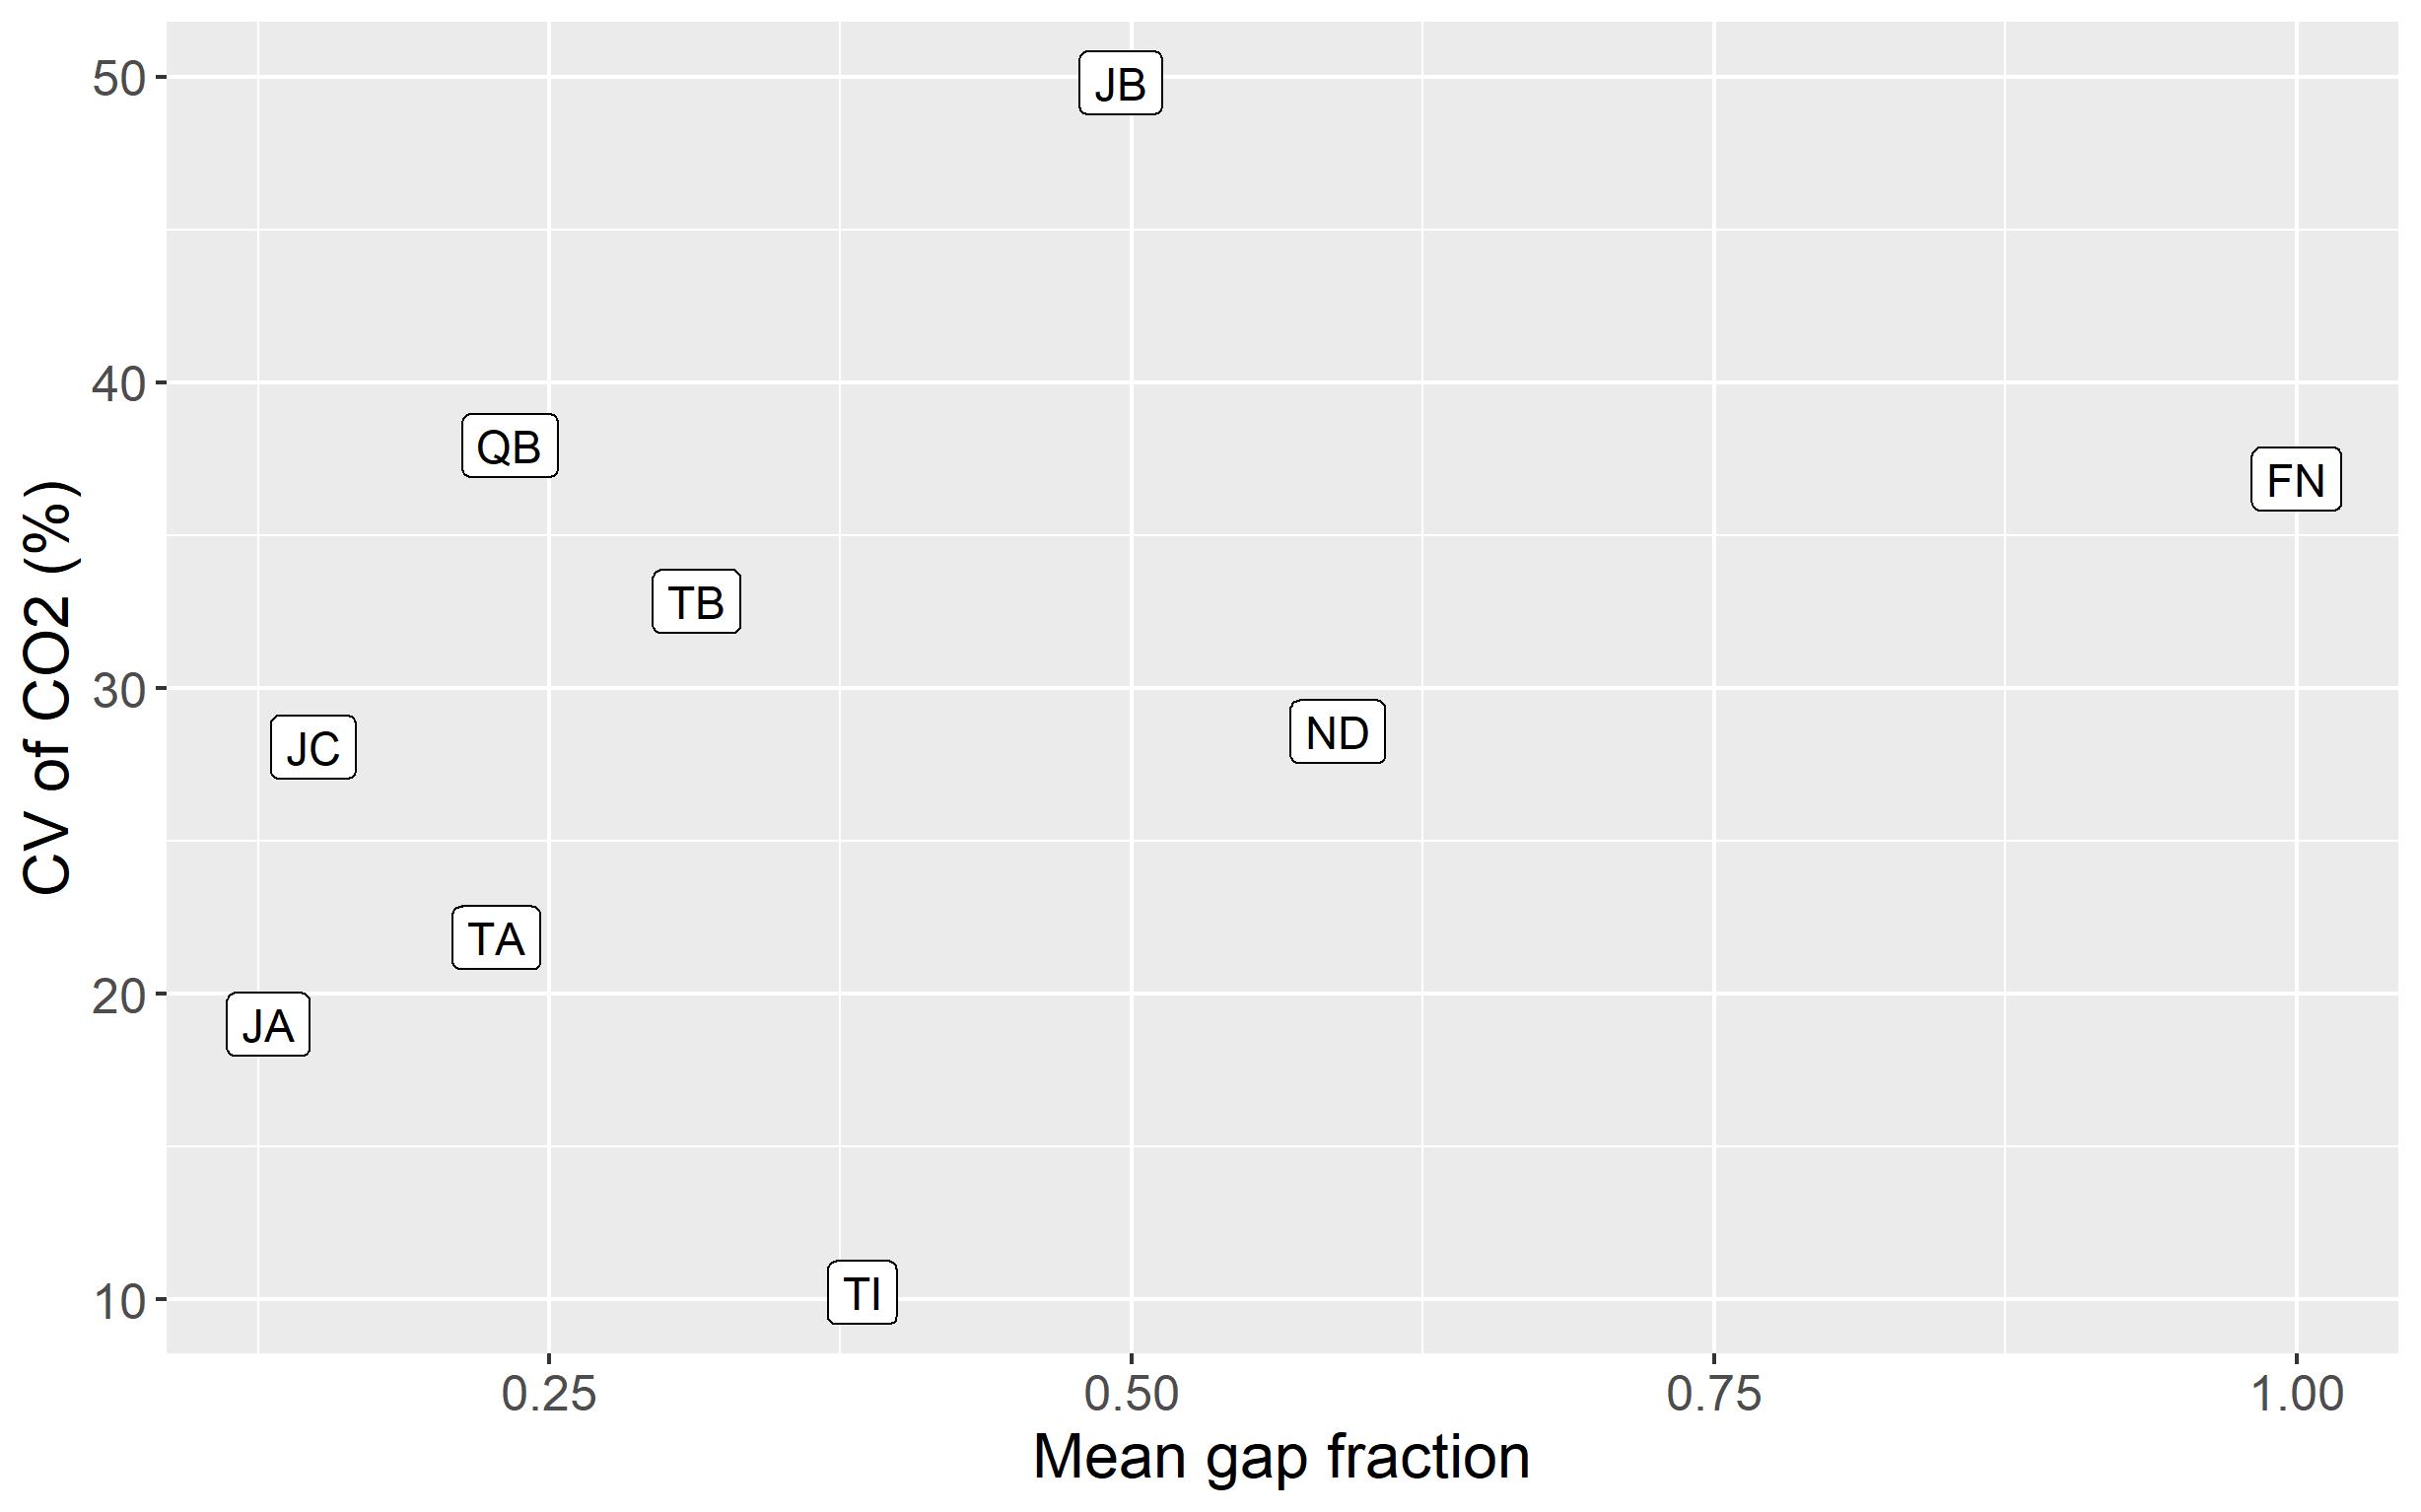 50
JB
40
QB
FN
TB
30
ND
JC
TA
20
JA
TI
10
0.25 0.50 0.75 1.00
Mean gap fraction
CV of CO2 (%)